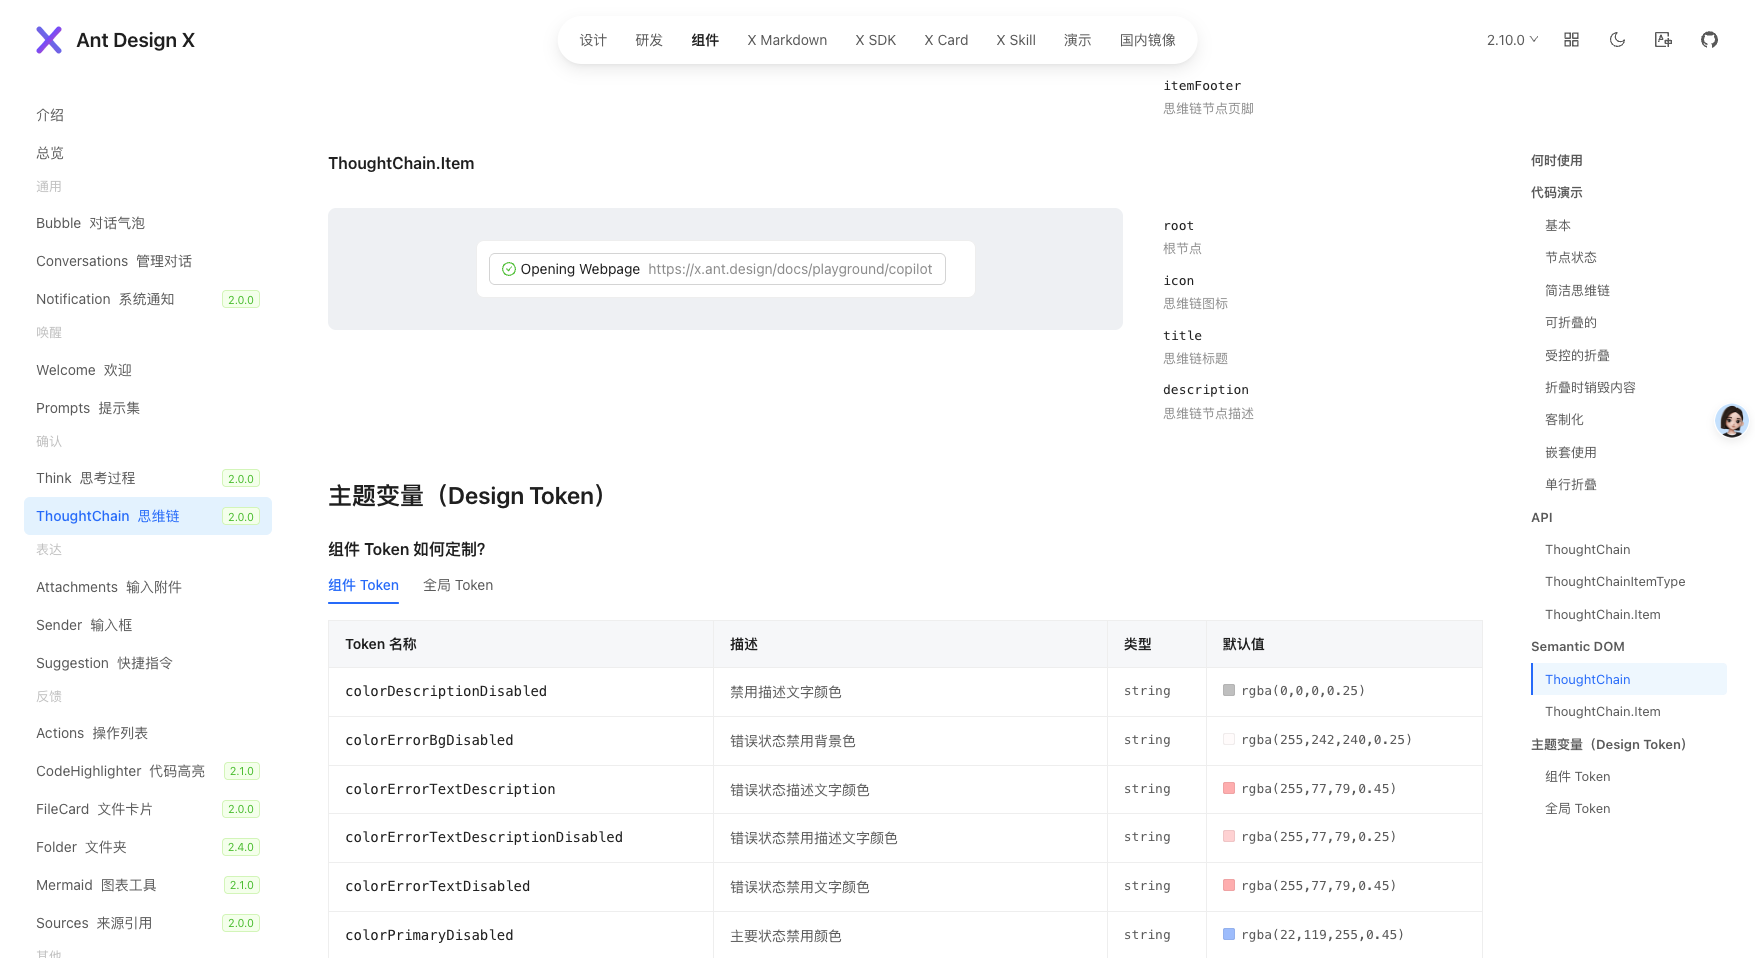 Ant Design X
设计 研发 组件 X Markdown X SDK X Card X Skill 演示 国内镜像
2.10.0
介绍
总览
通用
Bubble 对话气泡
Conversations 管理对话
Notification 系统通知 2.0.0
唤醒
Welcome 欢迎
Prompts 提示集
确认
Think 思考过程 2.0.0
ThoughtChain 思维链 2.0.0
表达
Attachments 输入附件
Sender 输入框
Suggestion 快捷指令
反馈
Actions 操作列表
CodeHighlighter 代码高亮 2.1.0
FileCard 文件卡片 2.0.0
Folder 文件夹 2.4.0
Mermaid 图表工具 2.1.0
Sources 来源引用 2.0.0
其他
itemFooter
思维链节点页脚
ThoughtChain.Item
Opening Webpage https://x.ant.design/docs/playground/copilot
root
根节点
icon
思维链图标
title
思维链标题
description
思维链节点描述
主题变量（Design Token）
组件 Token 如何定制?
组件 Token 全局 Token
Token 名称 描述 类型 默认值
colorDescriptionDisabled 禁用描述文字颜色 string rgba(0,0,0,0.25)
colorErrorBgDisabled 错误状态禁用背景色 string rgba(255,242,240,0.25)
colorErrorTextDescription 错误状态描述文字颜色 string rgba(255,77,79,0.45)
colorErrorTextDescriptionDisabled 错误状态禁用描述文字颜色 string rgba(255,77,79,0.25)
colorErrorTextDisabled 错误状态禁用文字颜色 string rgba(255,77,79,0.45)
colorPrimaryDisabled 主要状态禁用颜色 string rgba(22,119,255,0.45)
何时使用
代码演示
基本
节点状态
简洁思维链
可折叠的
受控的折叠
折叠时销毁内容
客制化
嵌套使用
单行折叠
API
ThoughtChain
ThoughtChainItemType
ThoughtChain.Item
Semantic DOM
ThoughtChain
ThoughtChain.Item
主题变量（Design Token）
组件 Token
全局 Token